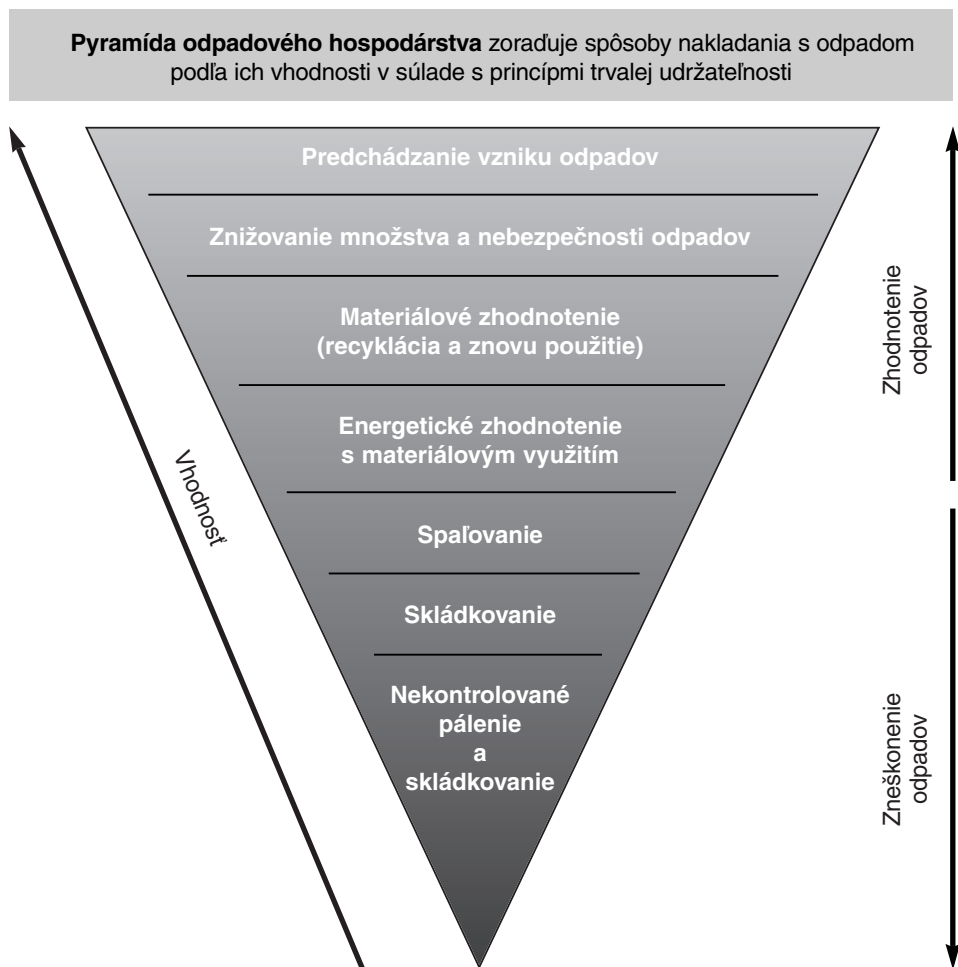 Pyramída odpadového hospodárstva zoraďuje spôsoby nakladania s odpadom
podľa ich vhodnosti v súlade s princípmi trvalej udržateľnosti
Predchádzanie vzniku odpadov
Znižovanie množstva a nebezpečnosti odpadov
Materiálové zhodnotenie
(recyklácia a znovu použitie)
Energetické zhodnotenie
s materiálovým využitím
Spaľovanie
Skládkovanie
Nekontrolované
pálenie
a
skládkovanie
Vhodnosť
Zhodnotenie
odpadov
Zneškonenie
odpadov